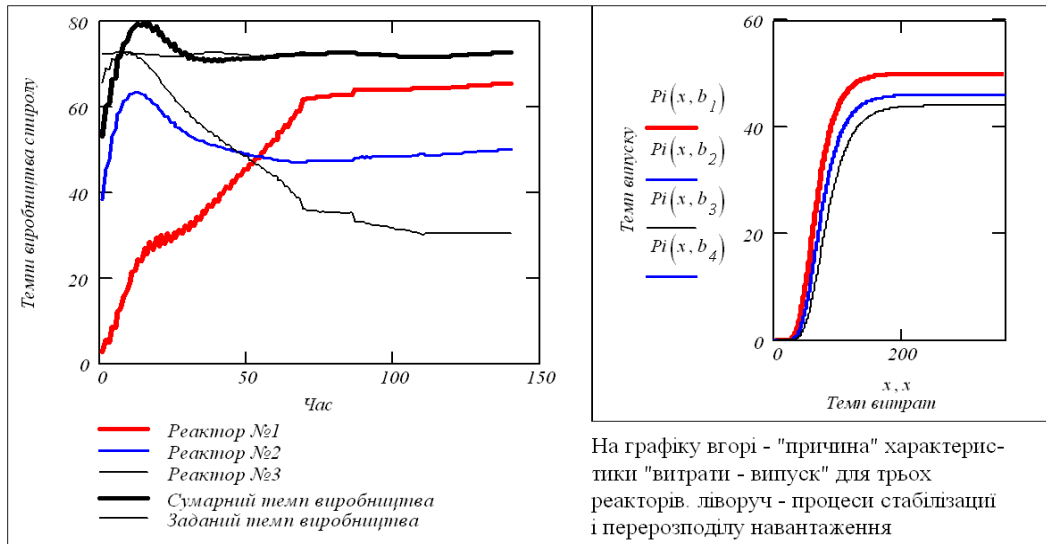 80
60
40
20
0
0
50
100
150
Темпи виробництва стиролу
Час
Реактор №1
Реактор №2
Реактор №3
Сумарний темп виробництва
Заданий темп виробництва
60
40
20
0
0
200
Pi(x, b1)
Pi(x, b2)
Pi(x, b3)
Pi(x, b4)
Темп випуску
x, x
Темп витрат
На графіку вгорі - "причина" характерис-
тики "витрати - випуск" для трьох
реакторів. ліворуч - процеси стабілізації
і перерозподілу навантаження